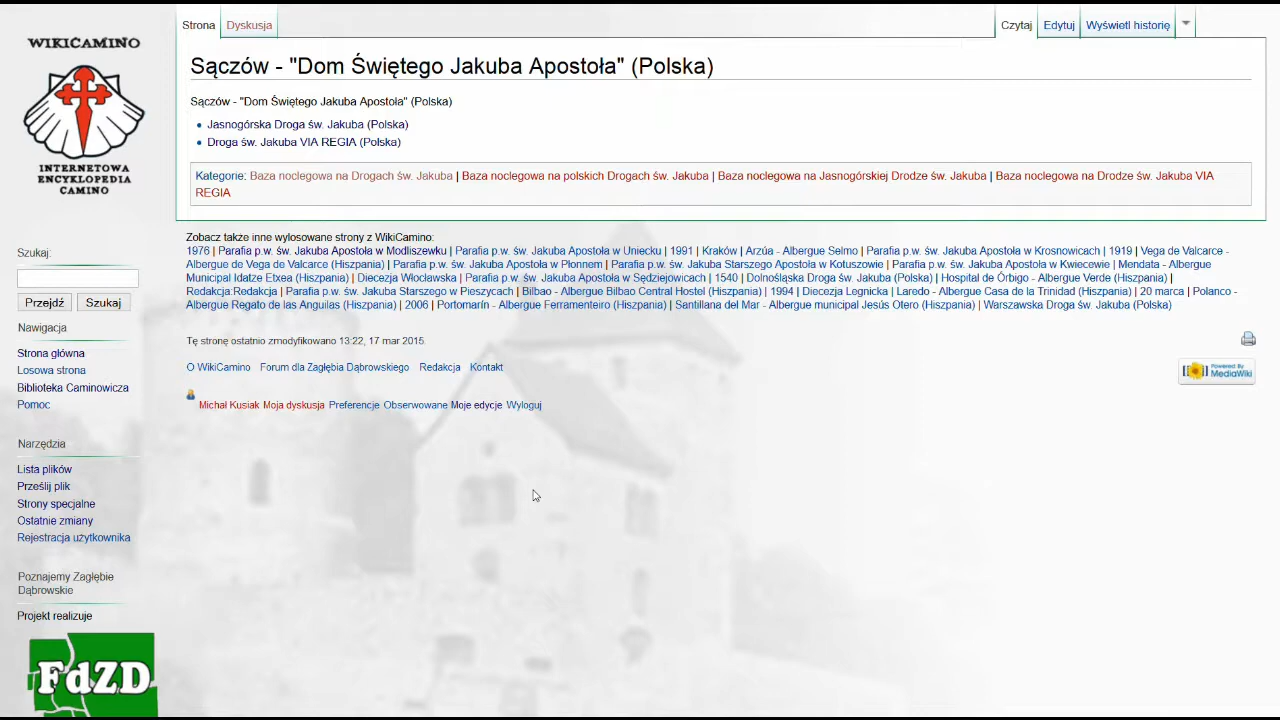 WIKICAMINO
INTERNETOWA
ENCYKLOPEDIA
CAMINO
Szukaj:
Przejdź Szukaj
Nawigacja
Strona główna
Losowa strona
Biblioteka Caminowicza
Pomoc
Narzędzia
Lista plików
Prześlij plik
Strony specjalne
Ostatnie zmiany
Rejestracja użytkownika
Poznajemy Zagłębie
Dąbrowskie
Projekt realizuje
FdZD
Strona Dyskusja Czytaj Edytuj Wyświetl historię
Sączów - "Dom Świętego Jakuba Apostoła" (Polska)
Sączów - "Dom Świętego Jakuba Apostoła" (Polska)
Jasnogórska Droga św. Jakuba (Polska)
Droga św. Jakuba VIA REGIA (Polska)
Kategorie: Baza noclegowa na Drogach św. Jakuba | Baza noclegowa na polskich Drogach św. Jakuba | Baza noclegowa na Jasnogórskiej Drodze św. Jakuba | Baza noclegowa na Drodze św. Jakuba VIA
REGIA
Zobacz także inne wylosowane strony z WikiCamino:
1976 | Parafia p.w. św. Jakuba Apostoła w Modliszewku | Parafia p.w. św. Jakuba Apostoła w Uniecku | 1991 | Kraków | Arzúa - Albergue Selmo | Parafia p.w. św. Jakuba Apostoła w Krosnowicach | 1919 | Vega de Valcarce -
Albergue de Vega de Valcarce (Hiszpania) | Parafia p.w. św. Jakuba Apostoła w Płonnem | Parafia p.w. św. Jakuba Starszego Apostoła w Kotuszowie | Parafia p.w. św. Jakuba Apostoła w Kwiecewie | Mendata - Albergue
Municipal Idatze Etxea (Hiszpania) | Diecezja Włocławska | Parafia p.w. św. Jakuba Apostoła w Sędziejowicach | 1540 | Dolnośląska Droga św. Jakuba (Polska) | Hospital de Órbigo - Albergue Verde (Hiszpania) |
Redakcja:Redakcja | Parafia p.w. św. Jakuba Starszego w Pieszycach | Bilbao - Albergue Bilbao Central Hostel (Hiszpania) | 1994 | Diecezja Legnicka | Laredo - Albergue Casa de la Trinidad (Hiszpania) | 20 marca | Polanco -
Albergue Regato de las Anguilas (Hiszpania) | 2006 | Portomarín - Albergue Ferramenteiro (Hiszpania) | Santillana del Mar - Albergue municipal Jesús Otero (Hiszpania) | Warszawska Droga św. Jakuba (Polska)
Tę stronę ostatnio zmodyfikowano 13:22, 17 mar 2015.
O WikiCamino Forum dla Zagłębia Dąbrowskiego Redakcja Kontakt
Powered By
MediaWiki
Michał Kusiak Moja dyskusja Preferencje Obserwowane Moje edycje Wyloguj